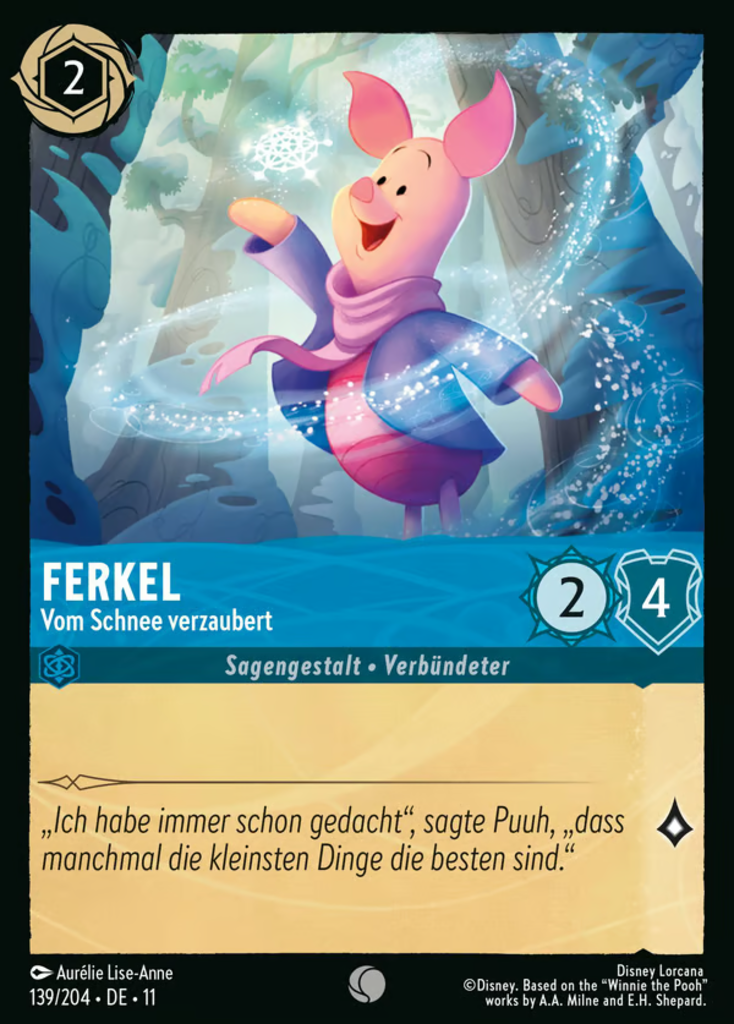 2
FERKEL
Vom Schnee verzaubert
2
4
Sagengestalt • Verbündeter
„Ich habe immer schon gedacht“, sagte Puuh, „dass
manchmal die kleinsten Dinge die besten sind.“
Aurélie Lise-Anne
139/204 • DE • 11
Disney Lorcana
©Disney. Based on the “Winnie the Pooh”
works by A.A. Milne and E.H. Shepard.